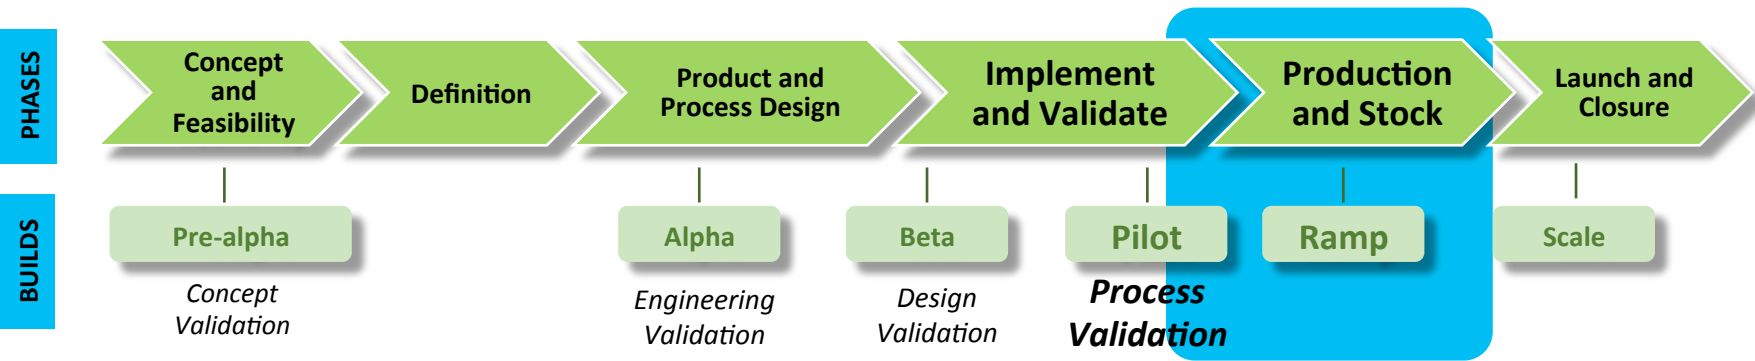 PHASES
Concept
and
Feasibility
Definition
Product and
Process Design
Implement
and Validate
Production
and Stock
Launch and
Closure
BUILDS
Pre-alpha
Alpha
Beta
Pilot
Ramp
Scale
Concept
Validation
Engineering
Validation
Design
Validation
Process
Validation